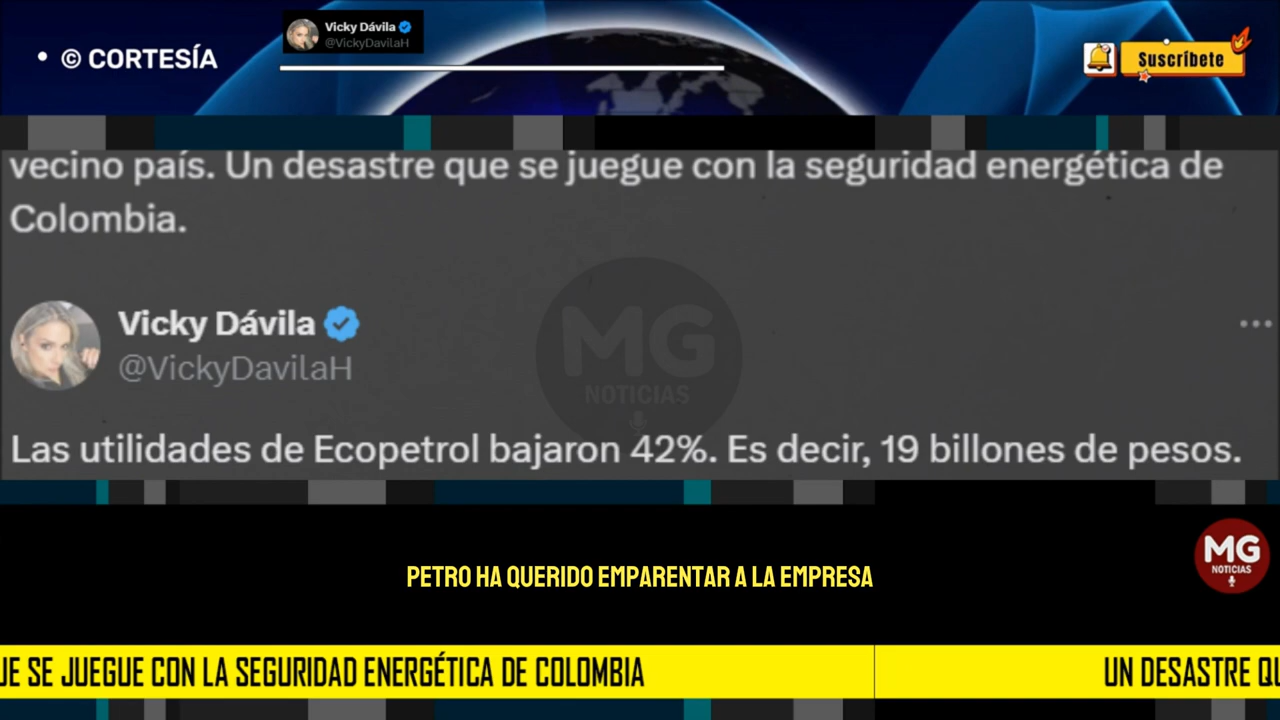 Vicky Dávila
@VickyDavilaH
• © CORTESÍA
Suscríbete
vecino país. Un desastre que se juegue con la seguridad energética de
Colombia.
Vicky Dávila
@VickyDavilaH
MG
NOTICIAS
Las utilidades de Ecopetrol bajaron 42%. Es decir, 19 billones de pesos.
MG
NOTICIAS
PETRO HA QUERIDO EMPARENTAR A LA EMPRESA
UE SE JUEGUE CON LA SEGURIDAD ENERGÉTICA DE COLOMBIA
UN DESASTRE QU